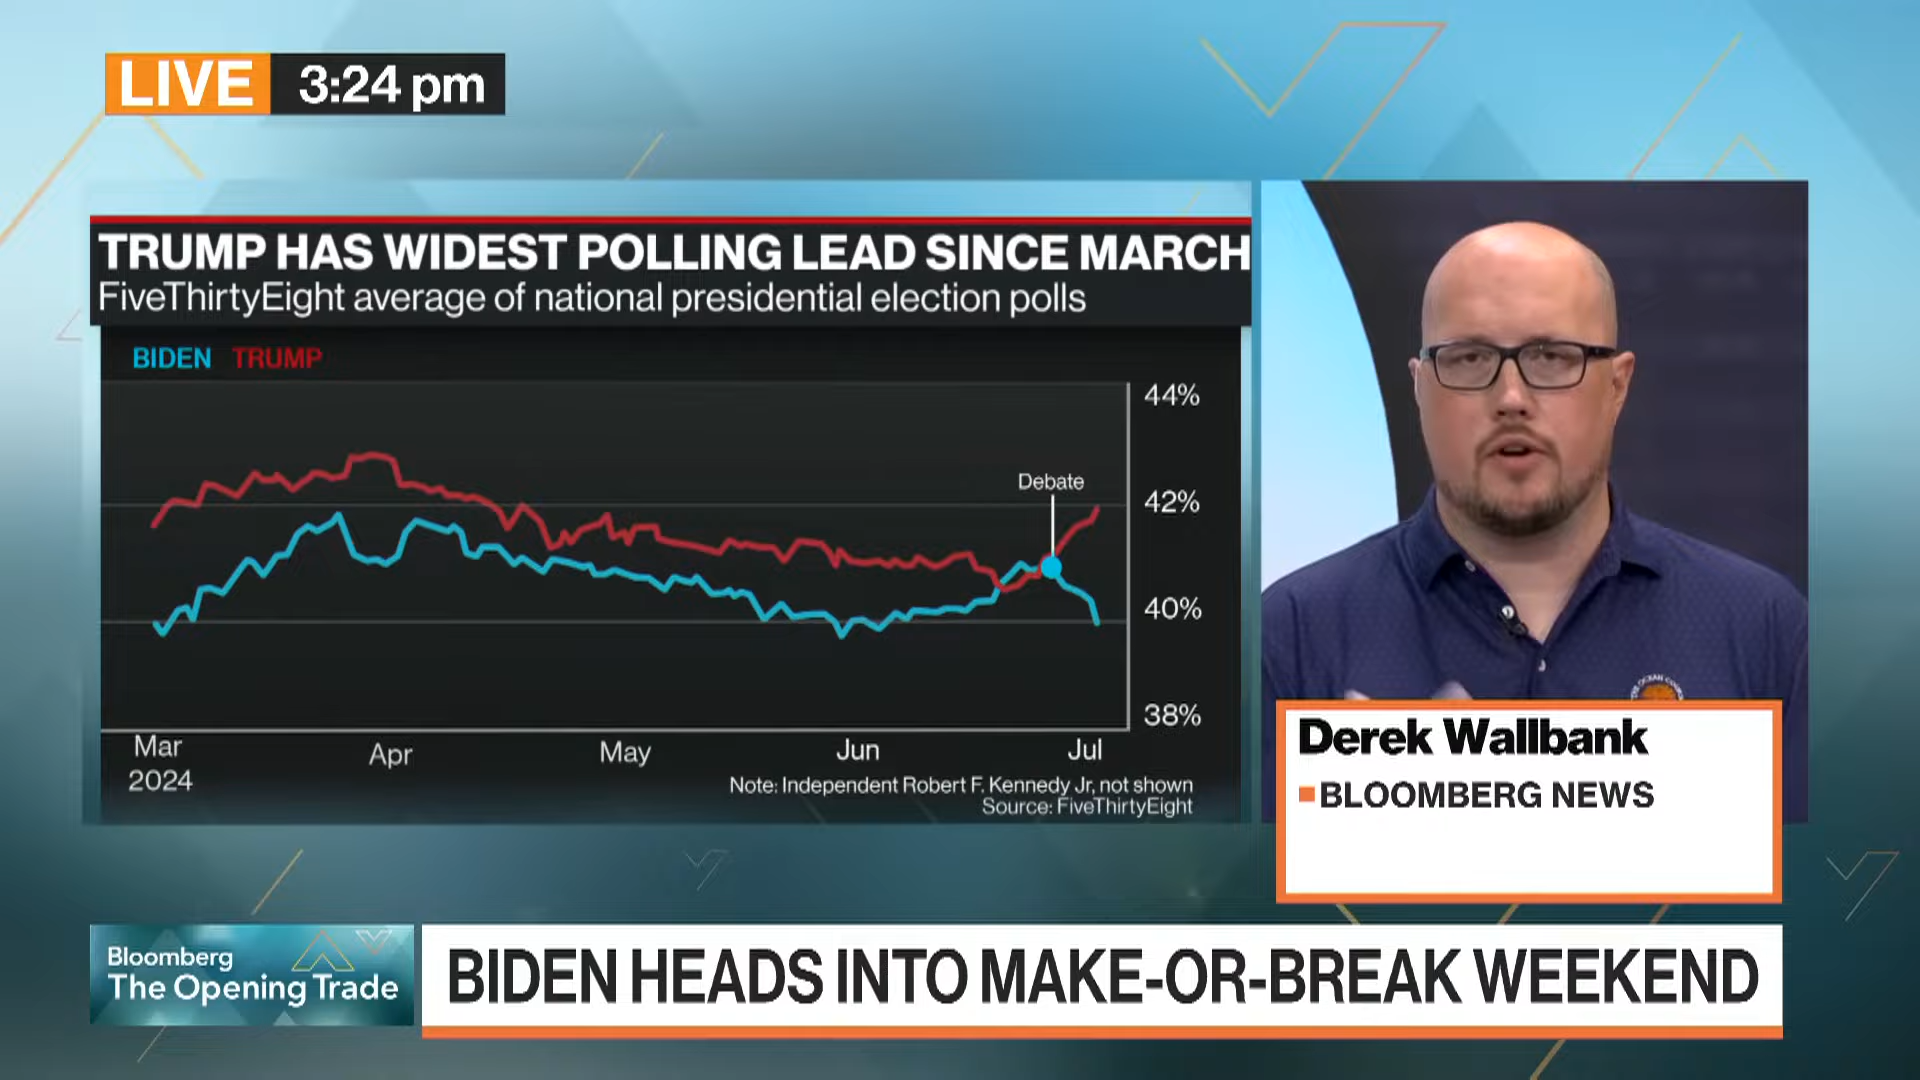 LIVE 3:24 pm
TRUMP HAS WIDEST POLLING LEAD SINCE MARCH
FiveThirtyEight average of national presidential election polls
BIDEN TRUMP
44%
Debate
42%
40%
38%
Mar Apr May Jun Jul
2024
Note: Independent Robert F. Kennedy Jr, not shown
Source: FiveThirtyEight
Derek Wallbank
BLOOMBERG NEWS
Bloomberg
The Opening Trade
BIDEN HEADS INTO MAKE-OR-BREAK WEEKEND